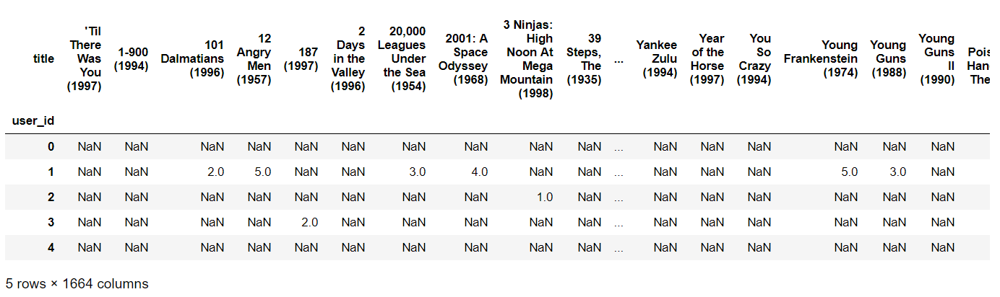 title 'Til There Was You (1997) 1-900 (1994) 101 Dalmatians (1996) 12 Angry Men (1957) 187 (1997) 2 Days in the Valley (1996) 20,000 Leagues Under the Sea (1954) 2001: A Space Odyssey (1968) 3 Ninjas: High Noon At Mega Mountain (1998) 39 Steps, The (1935) ... Yankee Zulu (1994) Year of the Horse (1997) You So Crazy (1994) Young Frankenstein (1974) Young Guns (1988) Young Guns II (1990) The
user_id
0 NaN NaN NaN NaN NaN NaN NaN NaN NaN NaN ... NaN NaN NaN NaN NaN NaN
1 NaN NaN 2.0 5.0 NaN NaN 3.0 4.0 NaN NaN ... NaN NaN NaN 5.0 3.0 NaN
2 NaN NaN NaN NaN NaN NaN NaN NaN 1.0 NaN ... NaN NaN NaN NaN NaN NaN
3 NaN NaN NaN NaN 2.0 NaN NaN NaN NaN NaN ... NaN NaN NaN NaN NaN NaN
4 NaN NaN NaN NaN NaN NaN NaN NaN NaN NaN ... NaN NaN NaN NaN NaN NaN
5 rows × 1664 columns